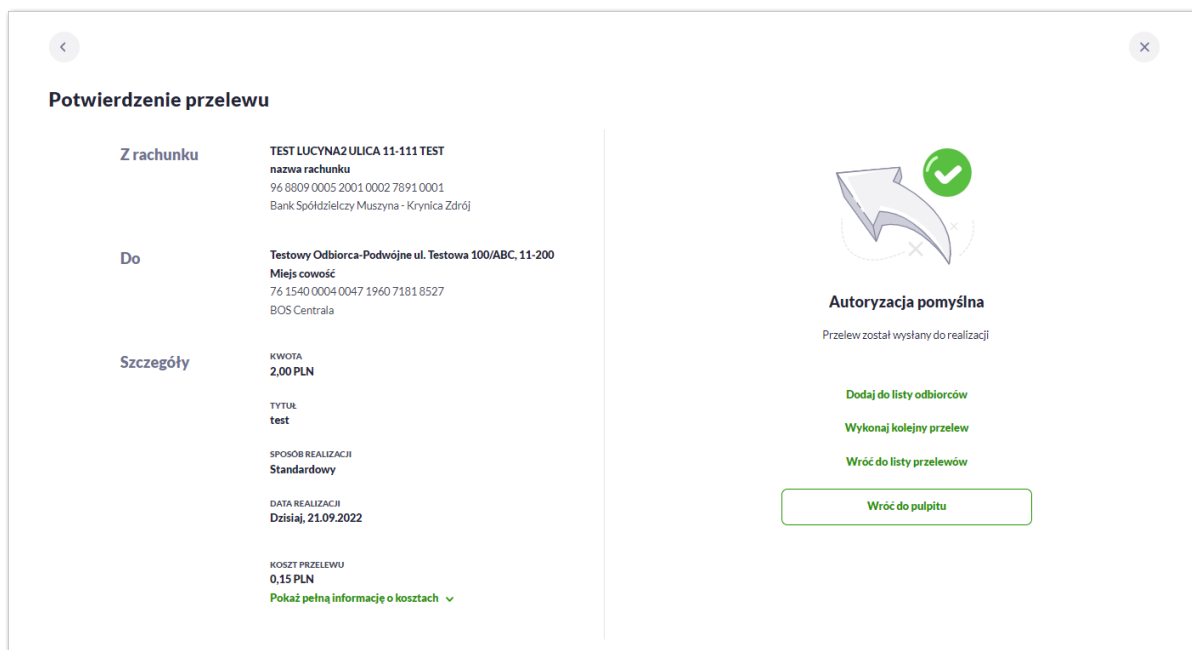 Potwierdzenie przelewu
Z rachunku
TEST LUCYNA2 ULICA 11-111 TEST
nazwa rachunku
96 8809 0005 2001 0002 7891 0001
Bank Spółdzielczy Muszyna - Krynica Zdrój
Do
Testowy Odbiorca-Podwójne ul. Testowa 100/ABC, 11-200
Miejs cowość
76 1540 0004 0047 1960 7181 8527
BOS Centrala
Szczegóły
KWOTA
2,00 PLN
TYTUŁ
test
SPOSÓB REALIZACJI
Standardowy
DATA REALIZACJI
Dzisiaj, 21.09.2022
KOSZT PRZELEWU
0,15 PLN
Pokaż pełną informację o kosztach
Autoryzacja pomyślna
Przelew został wysłany do realizacji
Dodaj do listy odbiorców
Wykonaj kolejny przelew
Wróć do listy przelewów
Wróć do pulpitu